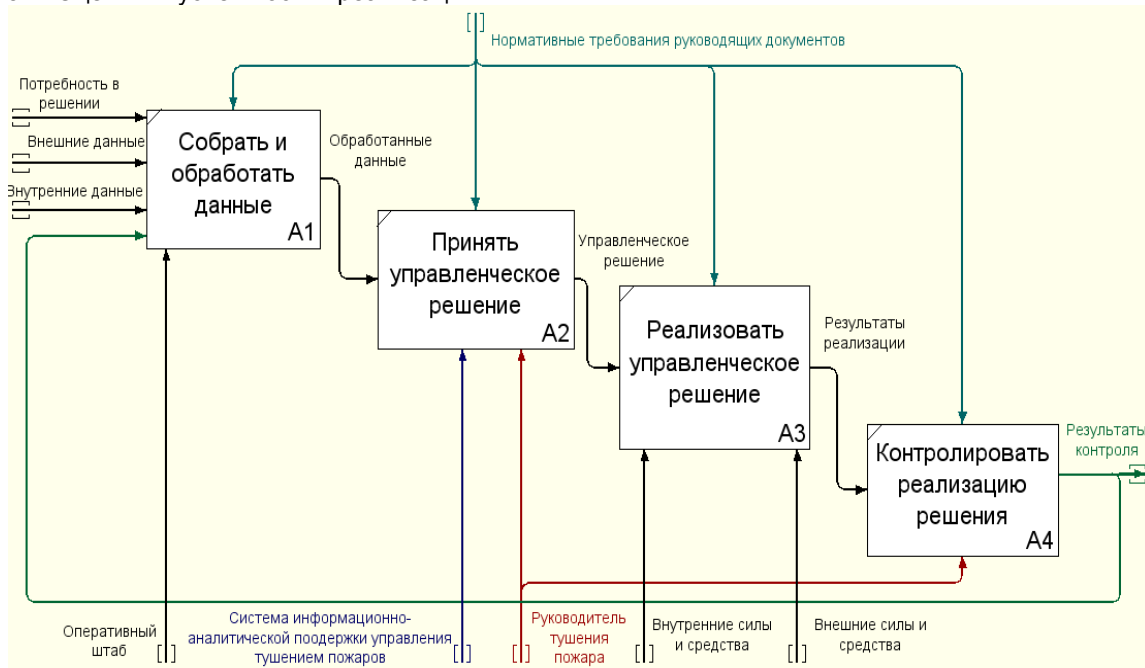 Нормативные требования руководящих документов
Потребность в
решении
Внешние данные
Внутренние данные
Собрать и
обработать
данные
A1
Обработанные
данные
Принять
управленческое
решение
A2
Управленческое
решение
Реализовать
управленческое
решение
A3
Результаты
реализации
Контролировать
реализацию
решения
A4
Результаты
контроля
Оперативный
штаб
Система информационно-
аналитической поодержки управления
тушением пожаров
Руководитель
тушения
пожара
Внутренние силы
и средства
Внешние силы и
средства